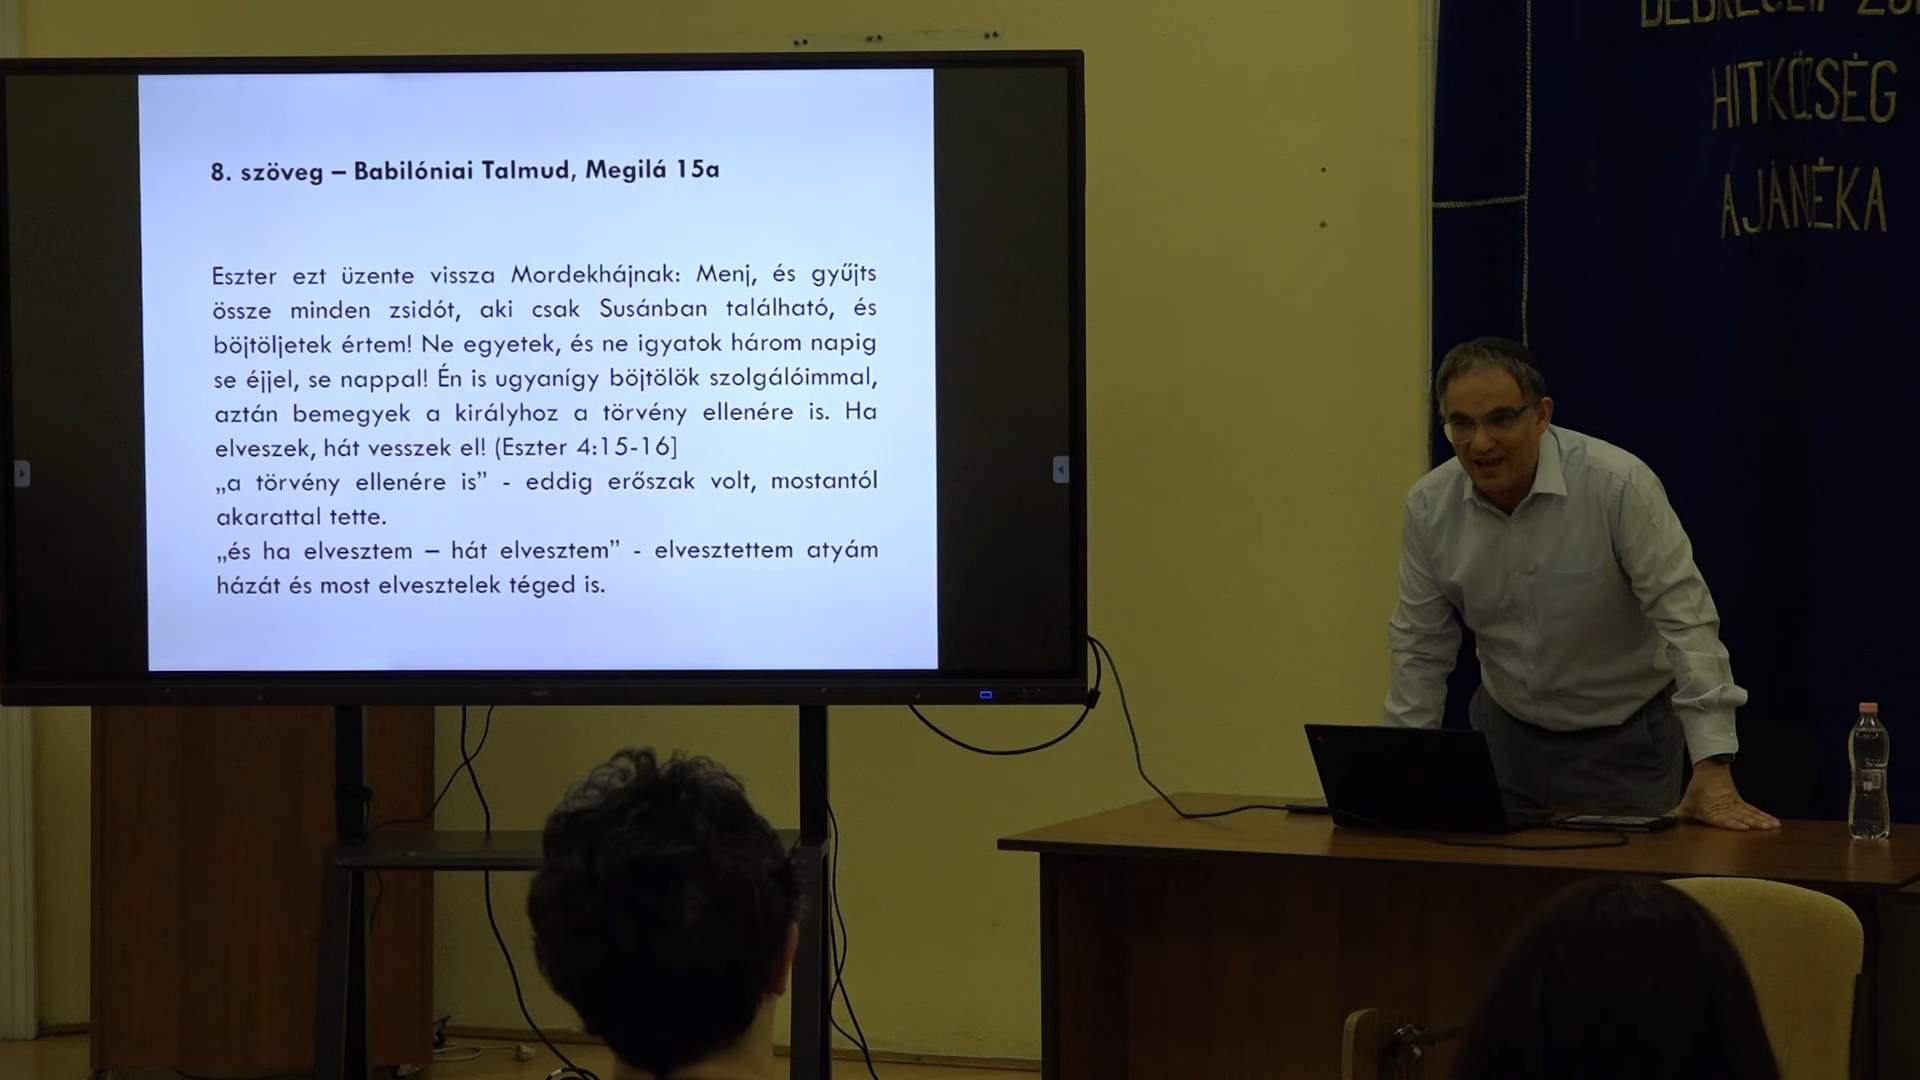 8. szöveg – Babilóniai Talmud, Megilá 15a
Eszter ezt üzente vissza Mordekhájnak: Menj, és gyűjts
össze minden zsidót, aki csak Susánban található, és
böjtöljetek értem! Ne egyetek, és ne igyatok három napig
se éjjel, se nappal! Én is ugyanígy böjtölök szolgálóimmal,
aztán bemegyek a királyhoz a törvény ellenére is. Ha
elveszek, hát vesszek el! (Eszter 4:15-16]
„a törvény ellenére is” - eddig erőszak volt, mostantól
akarattal tette.
„és ha elvesztem – hát elvesztem” - elvesztettem atyám
házát és most elvesztelek téged is.
NEC
HITKÖZSÉG
AJÁNÉKA